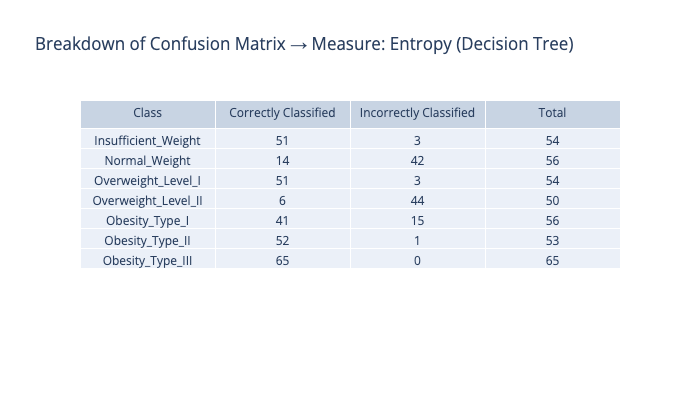 Breakdown of Confusion Matrix → Measure: Entropy (Decision Tree)
Class Correctly Classified Incorrectly Classified Total
Insufficient_Weight 51 3 54
Normal_Weight 14 42 56
Overweight_Level_I 51 3 54
Overweight_Level_II 6 44 50
Obesity_Type_I 41 15 56
Obesity_Type_II 52 1 53
Obesity_Type_III 65 0 65